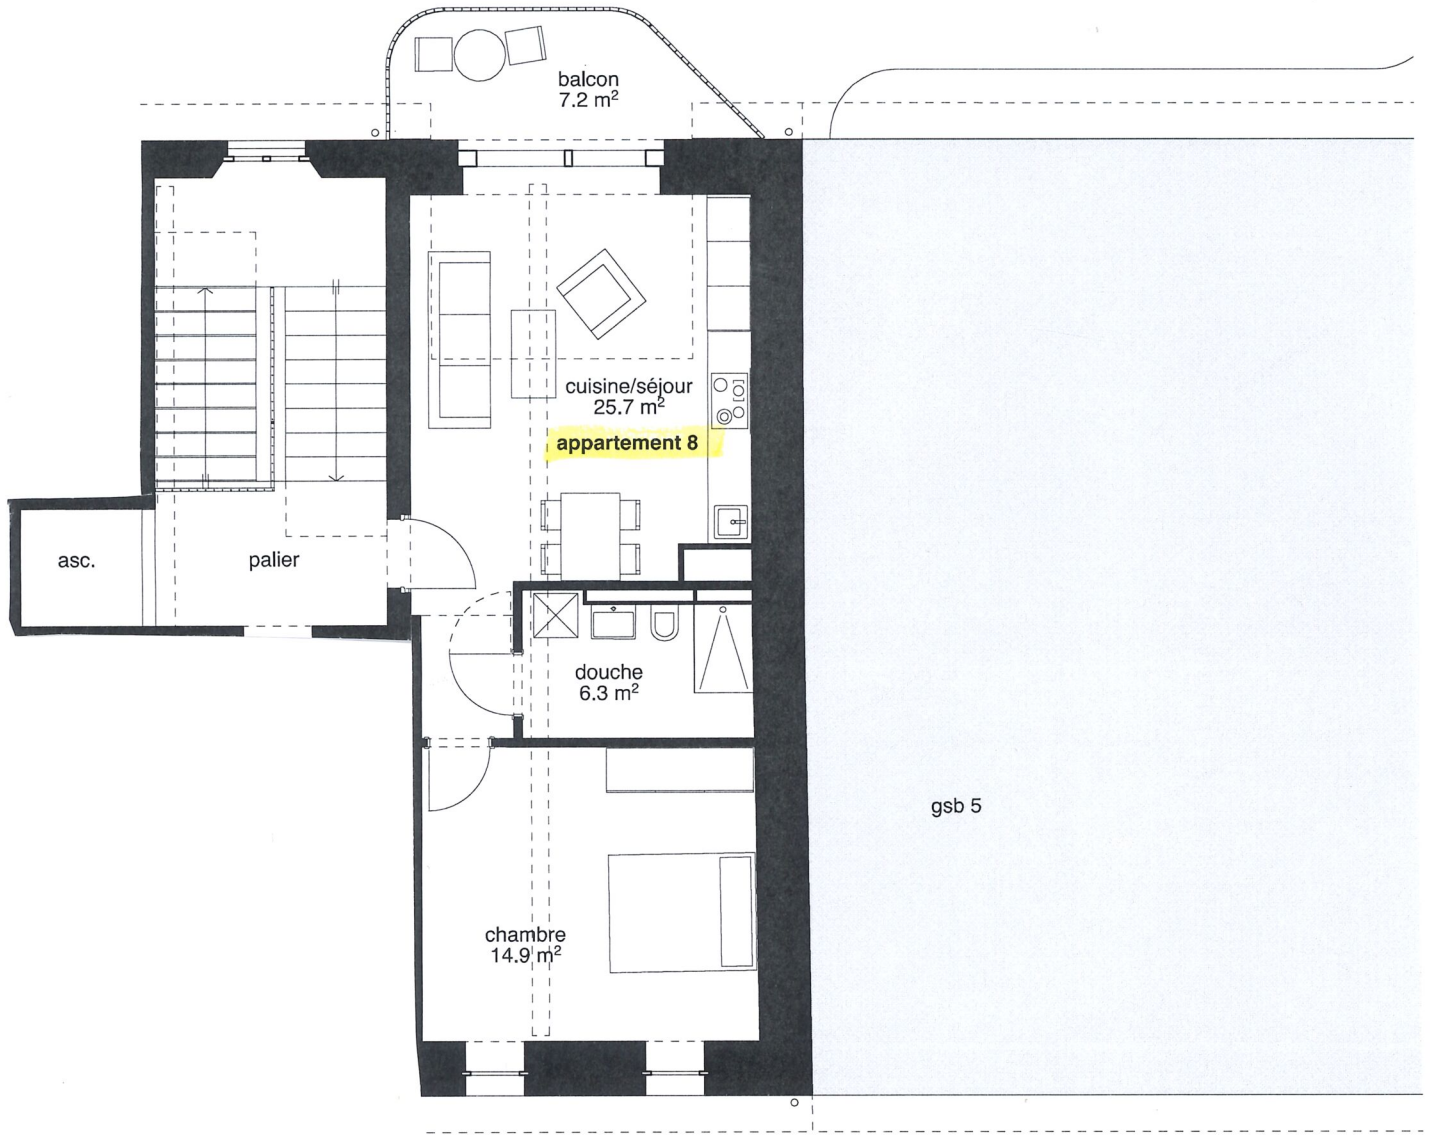 balcon
7.2 m²
cuisine/séjour
25.7 m²
appartement 8
asc.
palier
douche
6.3 m²
gsb 5
chambre
14.9 m²